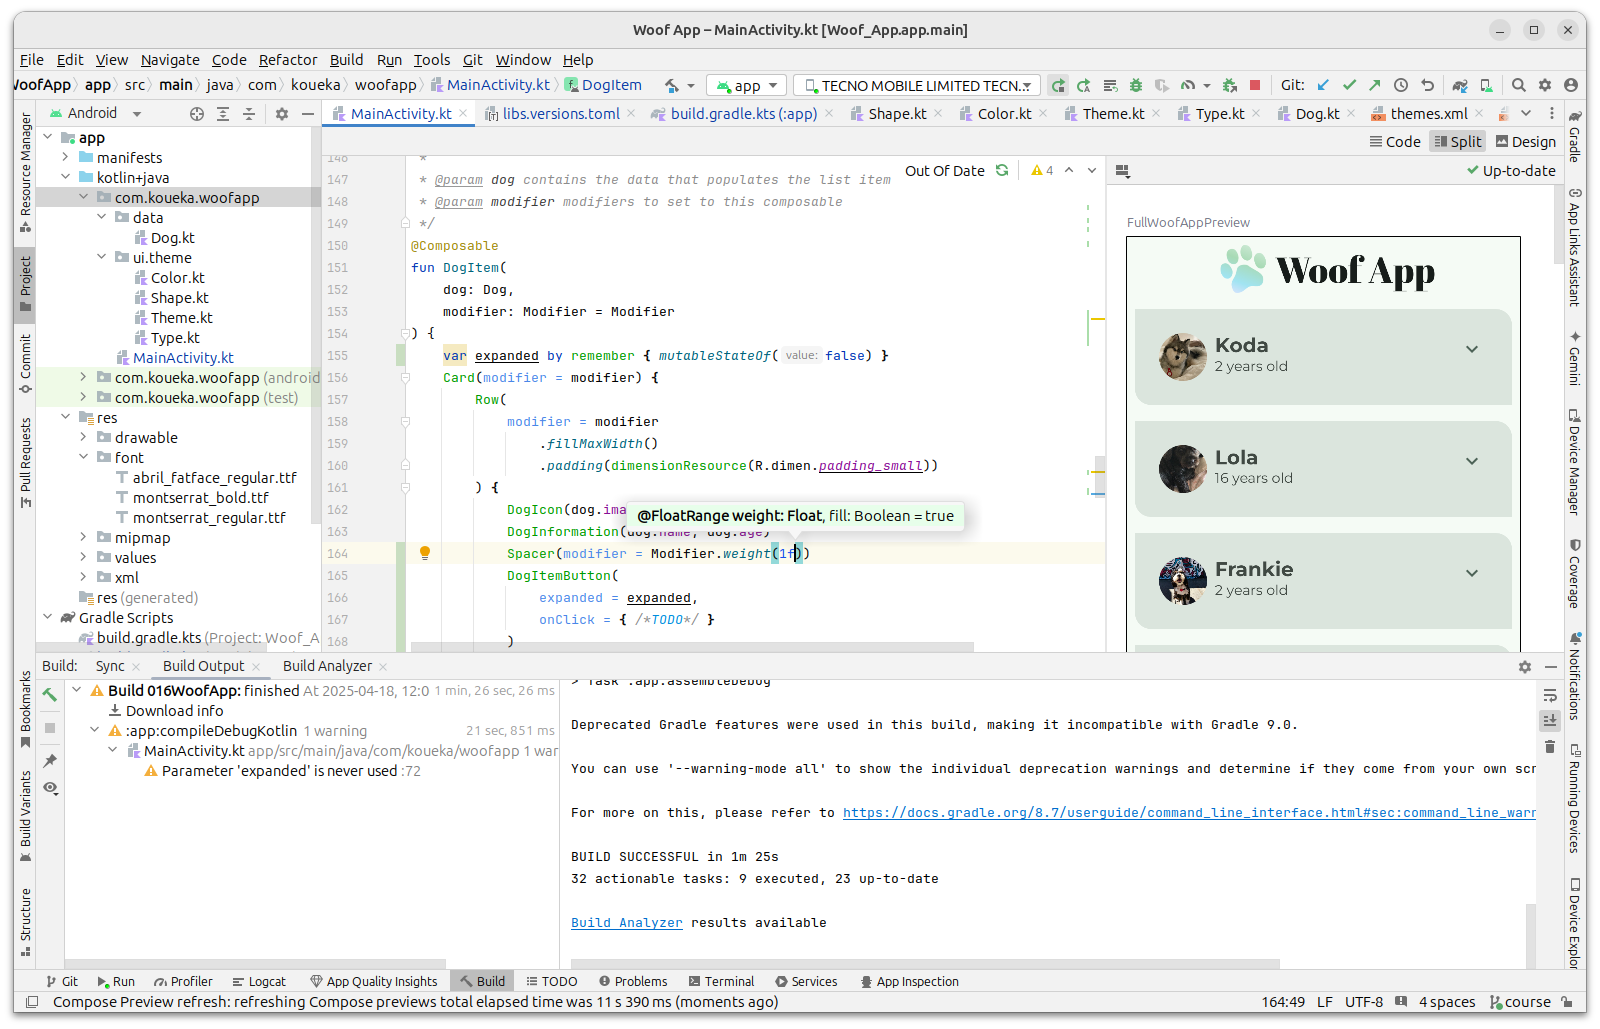 Woof App – MainActivity.kt [Woof_App.app.main]
File Edit View Navigate Code Refactor Build Run Tools Git Window Help
WoofApp app src main java com koueka woofapp MainActivity.kt DogItem app TECNO MOBILE LIMITED TECN... Git:
Android
MainActivity.kt libs.versions.toml build.gradle.kts (:app) Shape.kt Color.kt Theme.kt Type.kt Dog.kt themes.xml
Code Split Design
Resource Manager
Project
Commit
Pull Requests
Bookmarks
Build Variants
Structure
app
manifests
kotlin+java
com.koueka.woofapp
data
Dog.kt
ui.theme
Color.kt
Shape.kt
Theme.kt
Type.kt
MainActivity.kt
com.koueka.woofapp (android
com.koueka.woofapp (test)
res
drawable
font
abril_fatface_regular.ttf
montserrat_bold.ttf
montserrat_regular.ttf
mipmap
values
xml
res (generated)
Gradle Scripts
build.gradle.kts (Project: Woof_A
Out Of Date 4
146 *
147 * @param dog contains the data that populates the list item
148 * @param modifier modifiers to set to this composable
149 */
150 @Composable
151 fun DogItem(
152 dog: Dog,
153 modifier: Modifier = Modifier
154 ) {
155 var expanded by remember { mutableStateOf( value: false) }
156 Card(modifier = modifier) {
157 Row(
158 modifier = modifier
159 .fillMaxWidth()
160 .padding(dimensionResource(R.dimen.padding_small))
161 ) {
162 DogIcon(dog.ima
@FloatRange weight: Float, fill: Boolean = true
163 DogInformation(dog.name, dog.age)
164 Spacer(modifier = Modifier.weight(1f))
165 DogItemButton(
166 expanded = expanded,
167 onClick = { /*TODO*/ }
168 )
Up-to-date
FullWoofAppPreview
Woof App
Koda
2 years old
Lola
16 years old
Frankie
2 years old
Gradle
App Links Assistant
Gemini
Device Manager
Coverage
Notifications
Running Devices
Device Explor
Build: Sync Build Output Build Analyzer
Build 016WoofApp: finished At 2025-04-18, 12:0 1 min, 26 sec, 26 ms
Download info
:app:compileDebugKotlin 1 warning 21 sec, 851 ms
MainActivity.kt app/src/main/java/com/koueka/woofapp 1 war
Parameter 'expanded' is never used :72
> Task :app:assembleDebug
Deprecated Gradle features were used in this build, making it incompatible with Gradle 9.0.
You can use '--warning-mode all' to show the individual deprecation warnings and determine if they come from your own scr
For more on this, please refer to https://docs.gradle.org/8.7/userguide/command_line_interface.html#sec:command_line_warn
BUILD SUCCESSFUL in 1m 25s
32 actionable tasks: 9 executed, 23 up-to-date
Build Analyzer results available
Git Run Profiler Logcat App Quality Insights Build TODO Problems Terminal Services App Inspection
Compose Preview refresh: refreshing Compose previews total elapsed time was 11 s 390 ms (moments ago) 164:49 LF UTF-8 4 spaces course